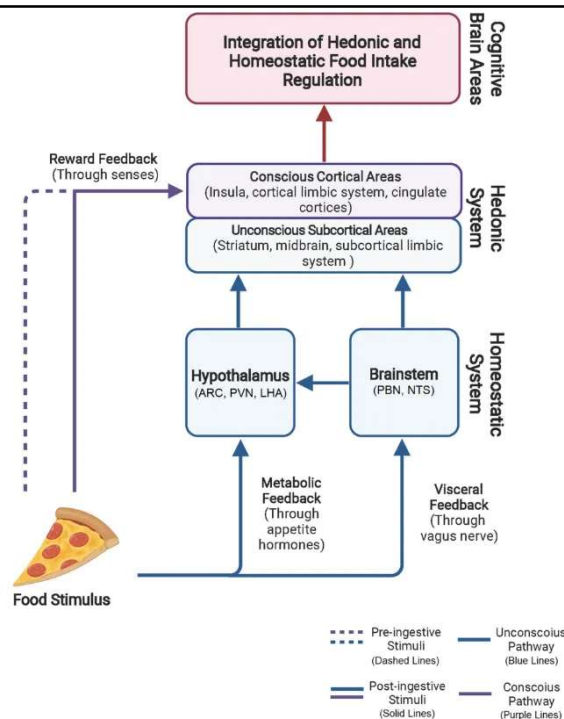 Integration of Hedonic and
Homeostatic Food Intake
Regulation
Cognitive
Brain Areas
Reward Feedback
(Through senses)
Conscious Cortical Areas
(Insula, cortical limbic system, cingulate
cortices)
Unconscious Subcortical Areas
(Striatum, midbrain, subcortical limbic
system )
Hedonic
System
Hypothalamus
(ARC, PVN, LHA)
Brainstem
(PBN, NTS)
Homeostatic
System
Metabolic
Feedback
(Through
appetite
hormones)
Visceral
Feedback
(Through
vagus nerve)
Food Stimulus
Pre-ingestive
Stimuli
(Dashed Lines)
Unconscoius
Pathway
(Blue Lines)
Post-ingestive
Stimuli
(Solid Lines)
Conscoius
Pathway
(Purple Lines)